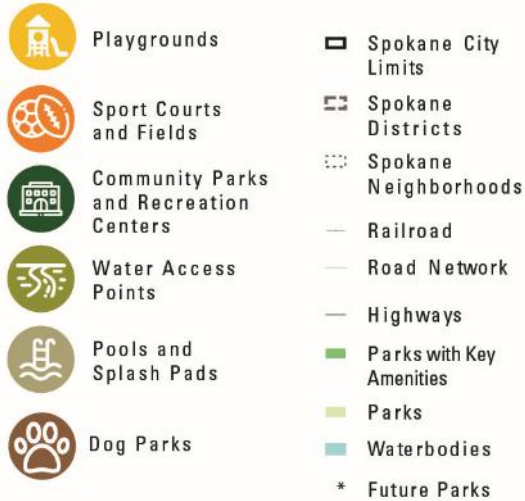 Playgrounds
Sport Courts
and Fields
Community Parks
and Recreation
Centers
Water Access
Points
Pools and
Splash Pads
Dog Parks
Spokane City
Limits
Spokane
Districts
Spokane
Neighborhoods
Railroad
Road Network
Highways
Parks with Key
Amenities
Parks
Waterbodies
* Future Parks